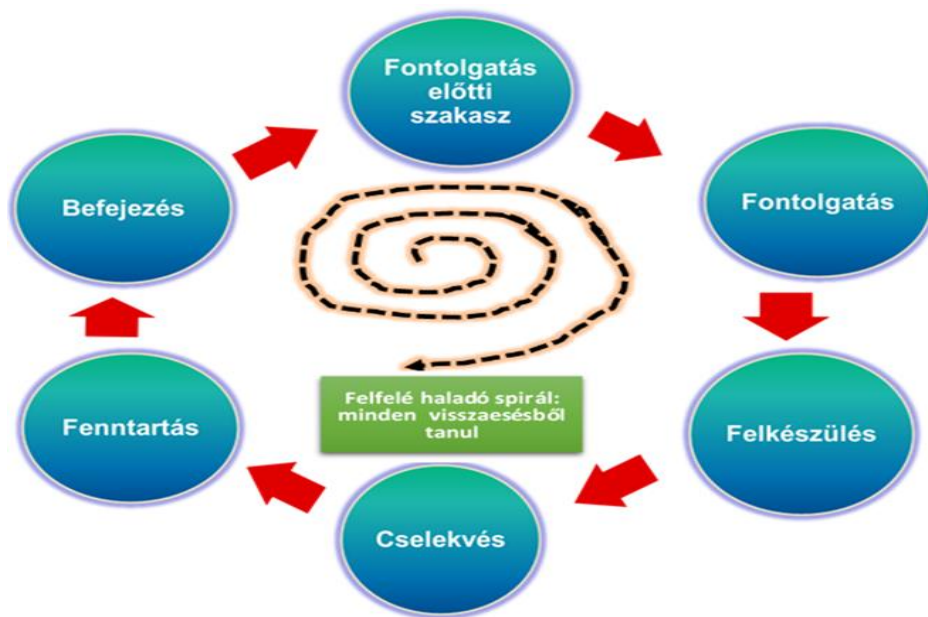 Fontolgatás
előtti
szakasz
Fontolgatás
Felkészülés
Cselekvés
Fenntartás
Befejezés
Felfelé haladó spirál:
minden visszaesésből
tanul